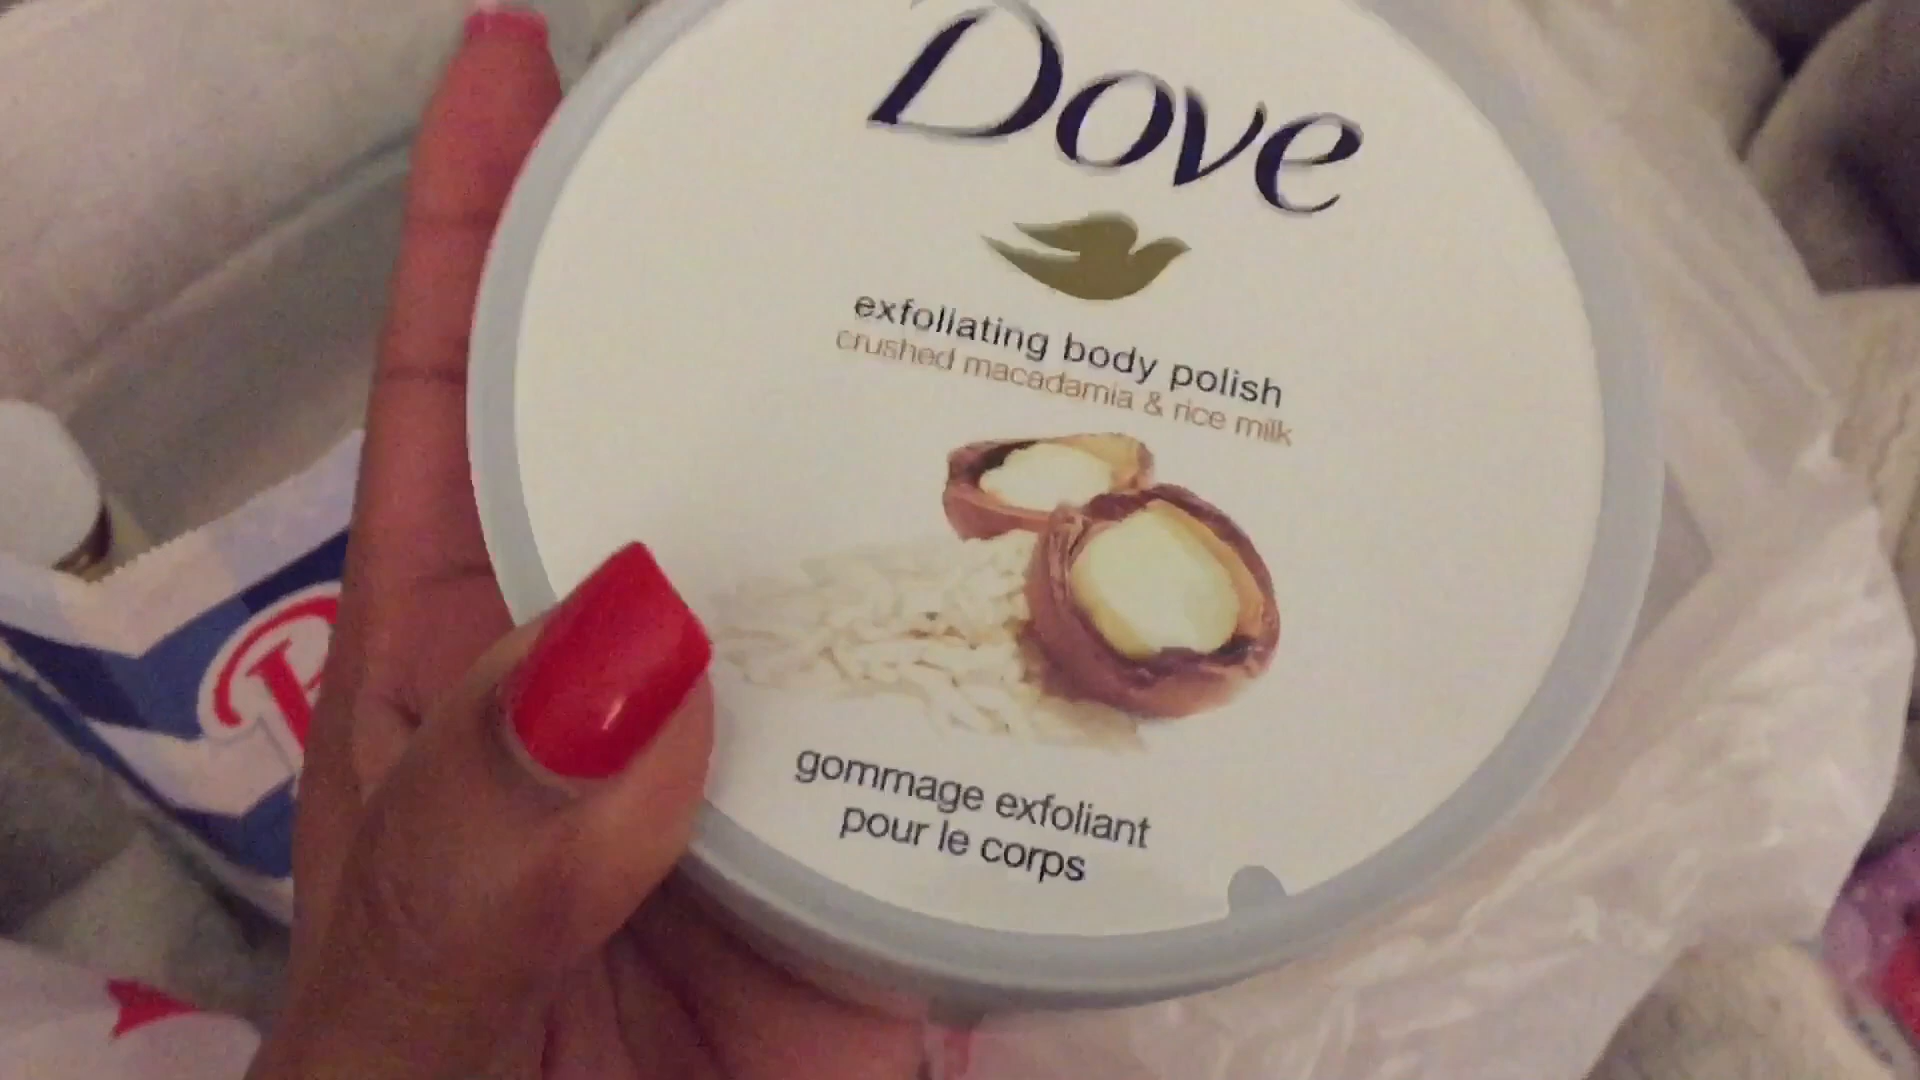 Dove
exfoliating body polish
crushed macadamia & rice milk
gommage exfoliant
pour le corps